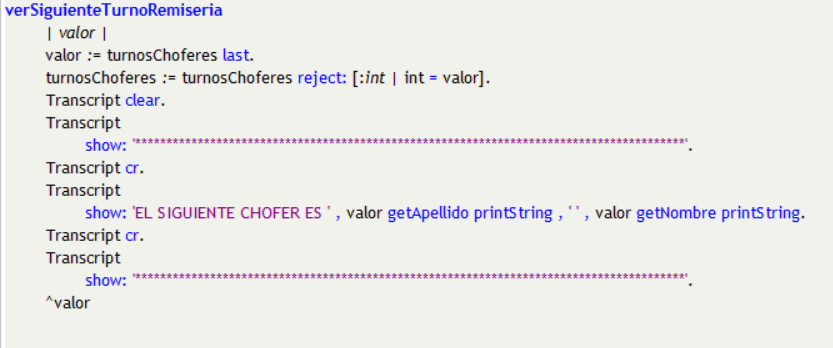 verSiguienteTurnoRemiseria
| valor |
valor := turnosChoferes last.
turnosChoferes := turnosChoferes reject: [:int | int = valor].
Transcript clear.
Transcript
show: '****************************************************************************************'.
Transcript cr.
Transcript
show: 'EL SIGUIENTE CHOFER ES ' , valor getApellido printString , ' ' , valor getNombre printString.
Transcript cr.
Transcript
show: '****************************************************************************************'.
^valor